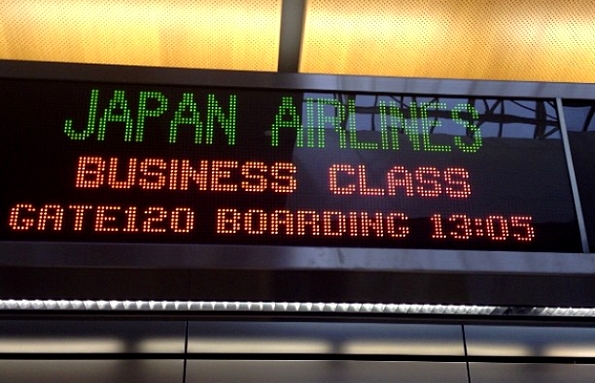 JAPAN AIRLINES
BUSINESS CLASS
GATE120 BOARDING 13:05